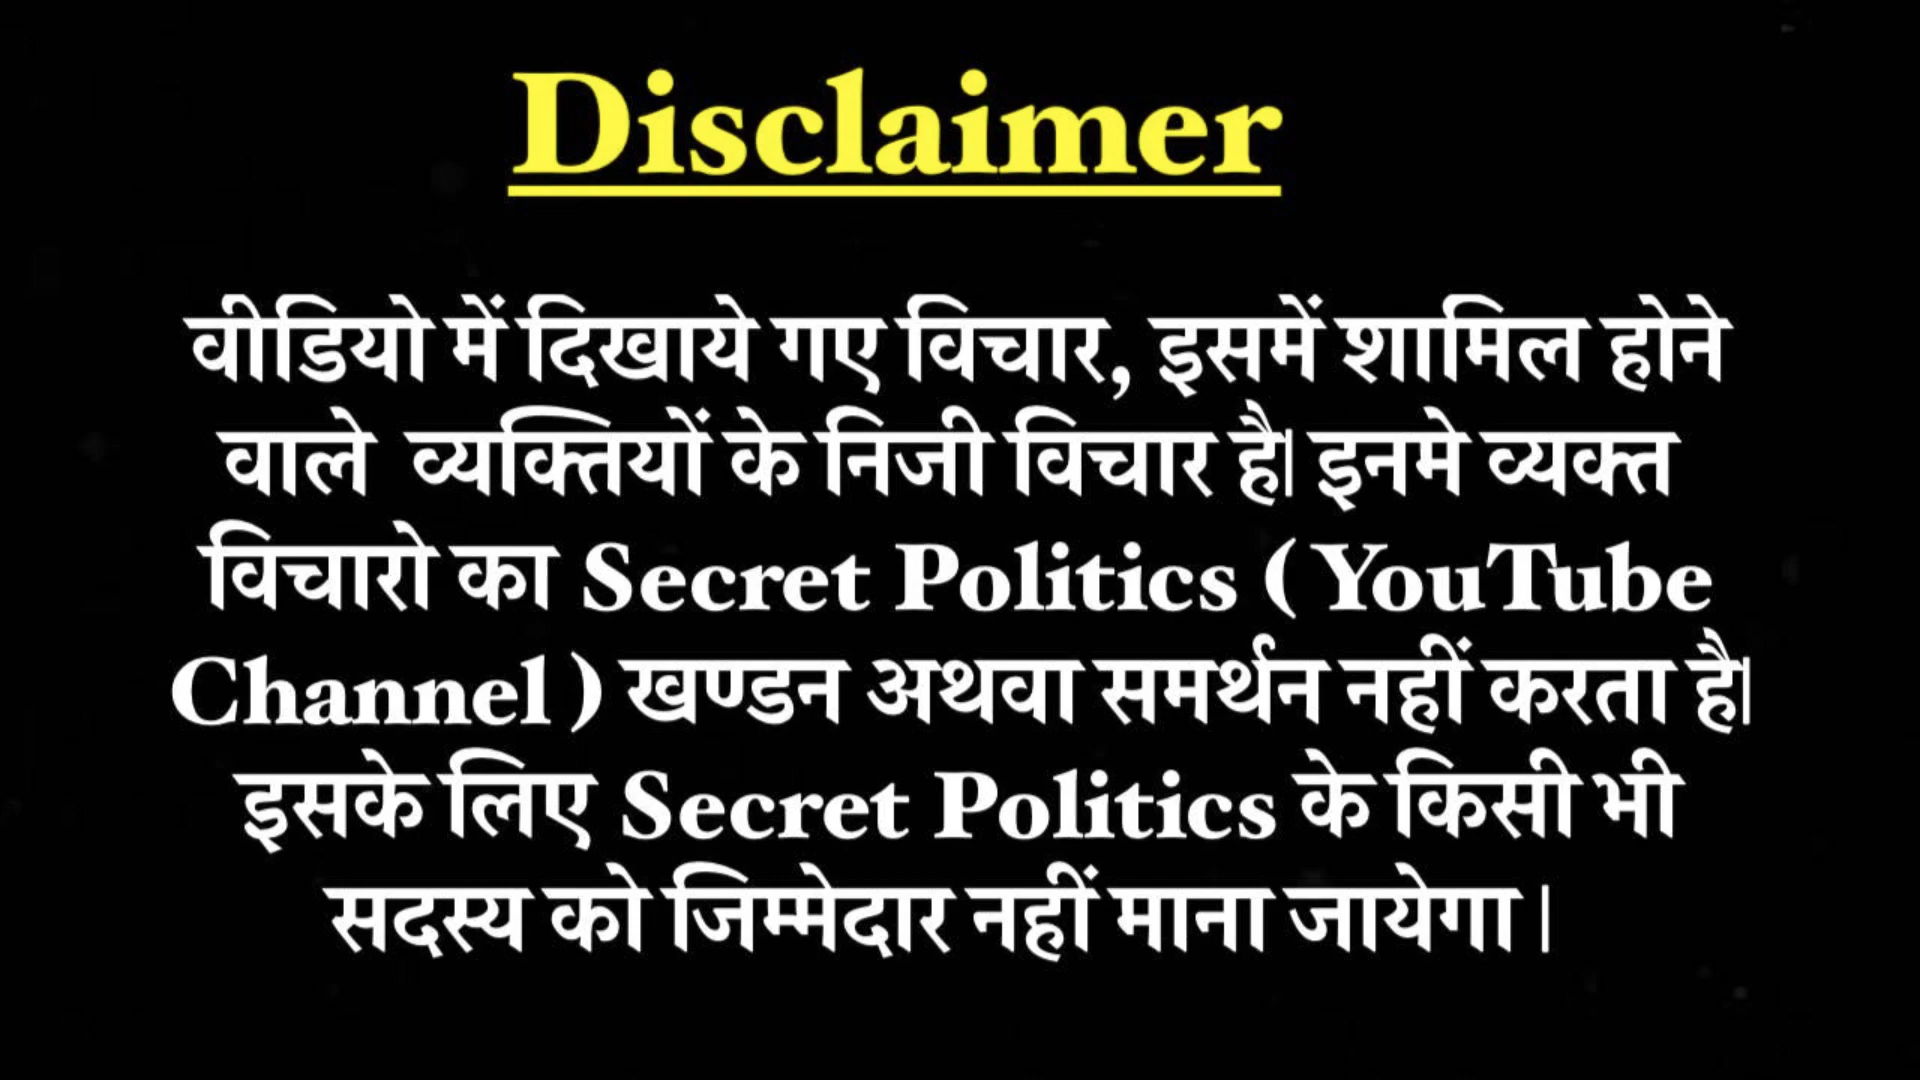 Disclaimer
वीडियो में दिखाये गए विचार, इसमें शामिल होने
वाले व्यक्तियों के निजी विचार है| इनमे व्यक्त
विचारो का Secret Politics ( YouTube
Channel ) खण्डन अथवा समर्थन नहीं करता है|
इसके लिए Secret Politics के किसी भी
सदस्य को जिम्मेदार नहीं माना जायेगा |